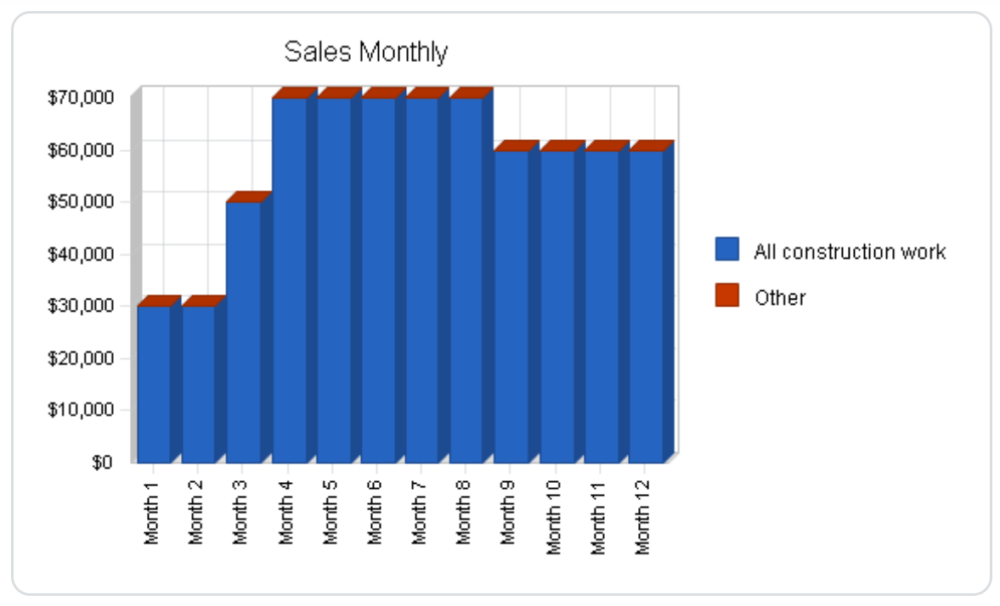 Sales Monthly
$70,000
$60,000
$50,000
$40,000
$30,000
$20,000
$10,000
$0
Month 1
Month 2
Month 3
Month 4
Month 5
Month 6
Month 7
Month 8
Month 9
Month 10
Month 11
Month 12
All construction work
Other